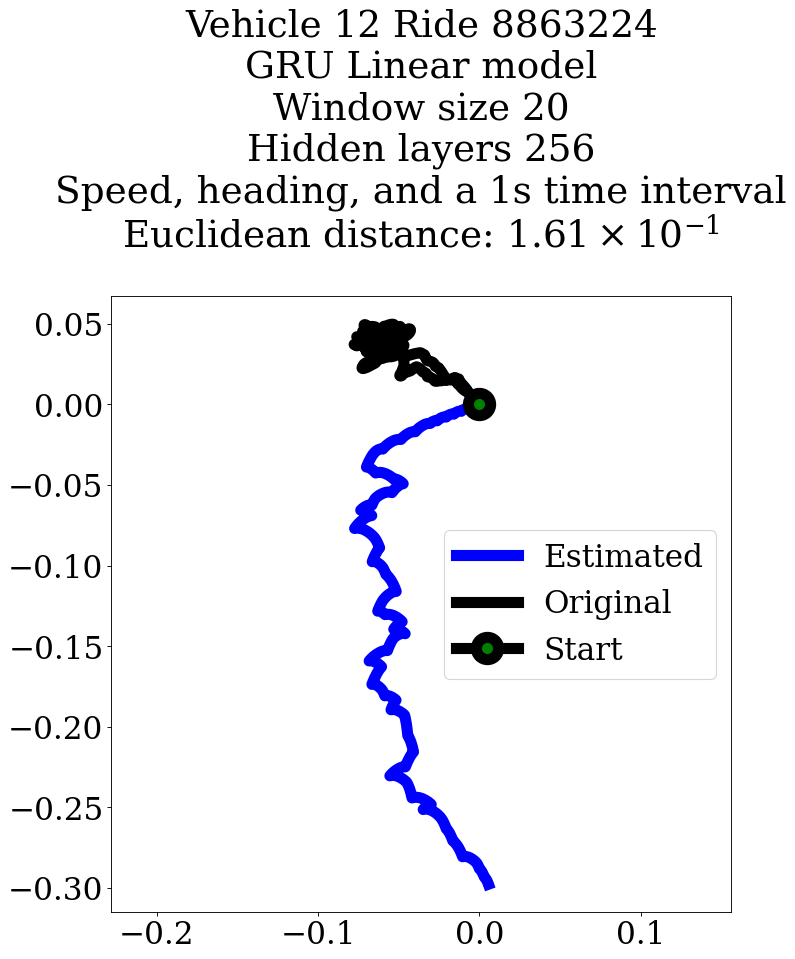 Vehicle 12 Ride 8863224
GRU Linear model
Window size 20
Hidden layers 256
Speed, heading, and a 1s time interval
Euclidean distance: 1.61 × 10⁻¹
0.05
0.00
−0.05
−0.10
−0.15
−0.20
−0.25
−0.30
Estimated
Original
Start
−0.2
−0.1
0.0
0.1